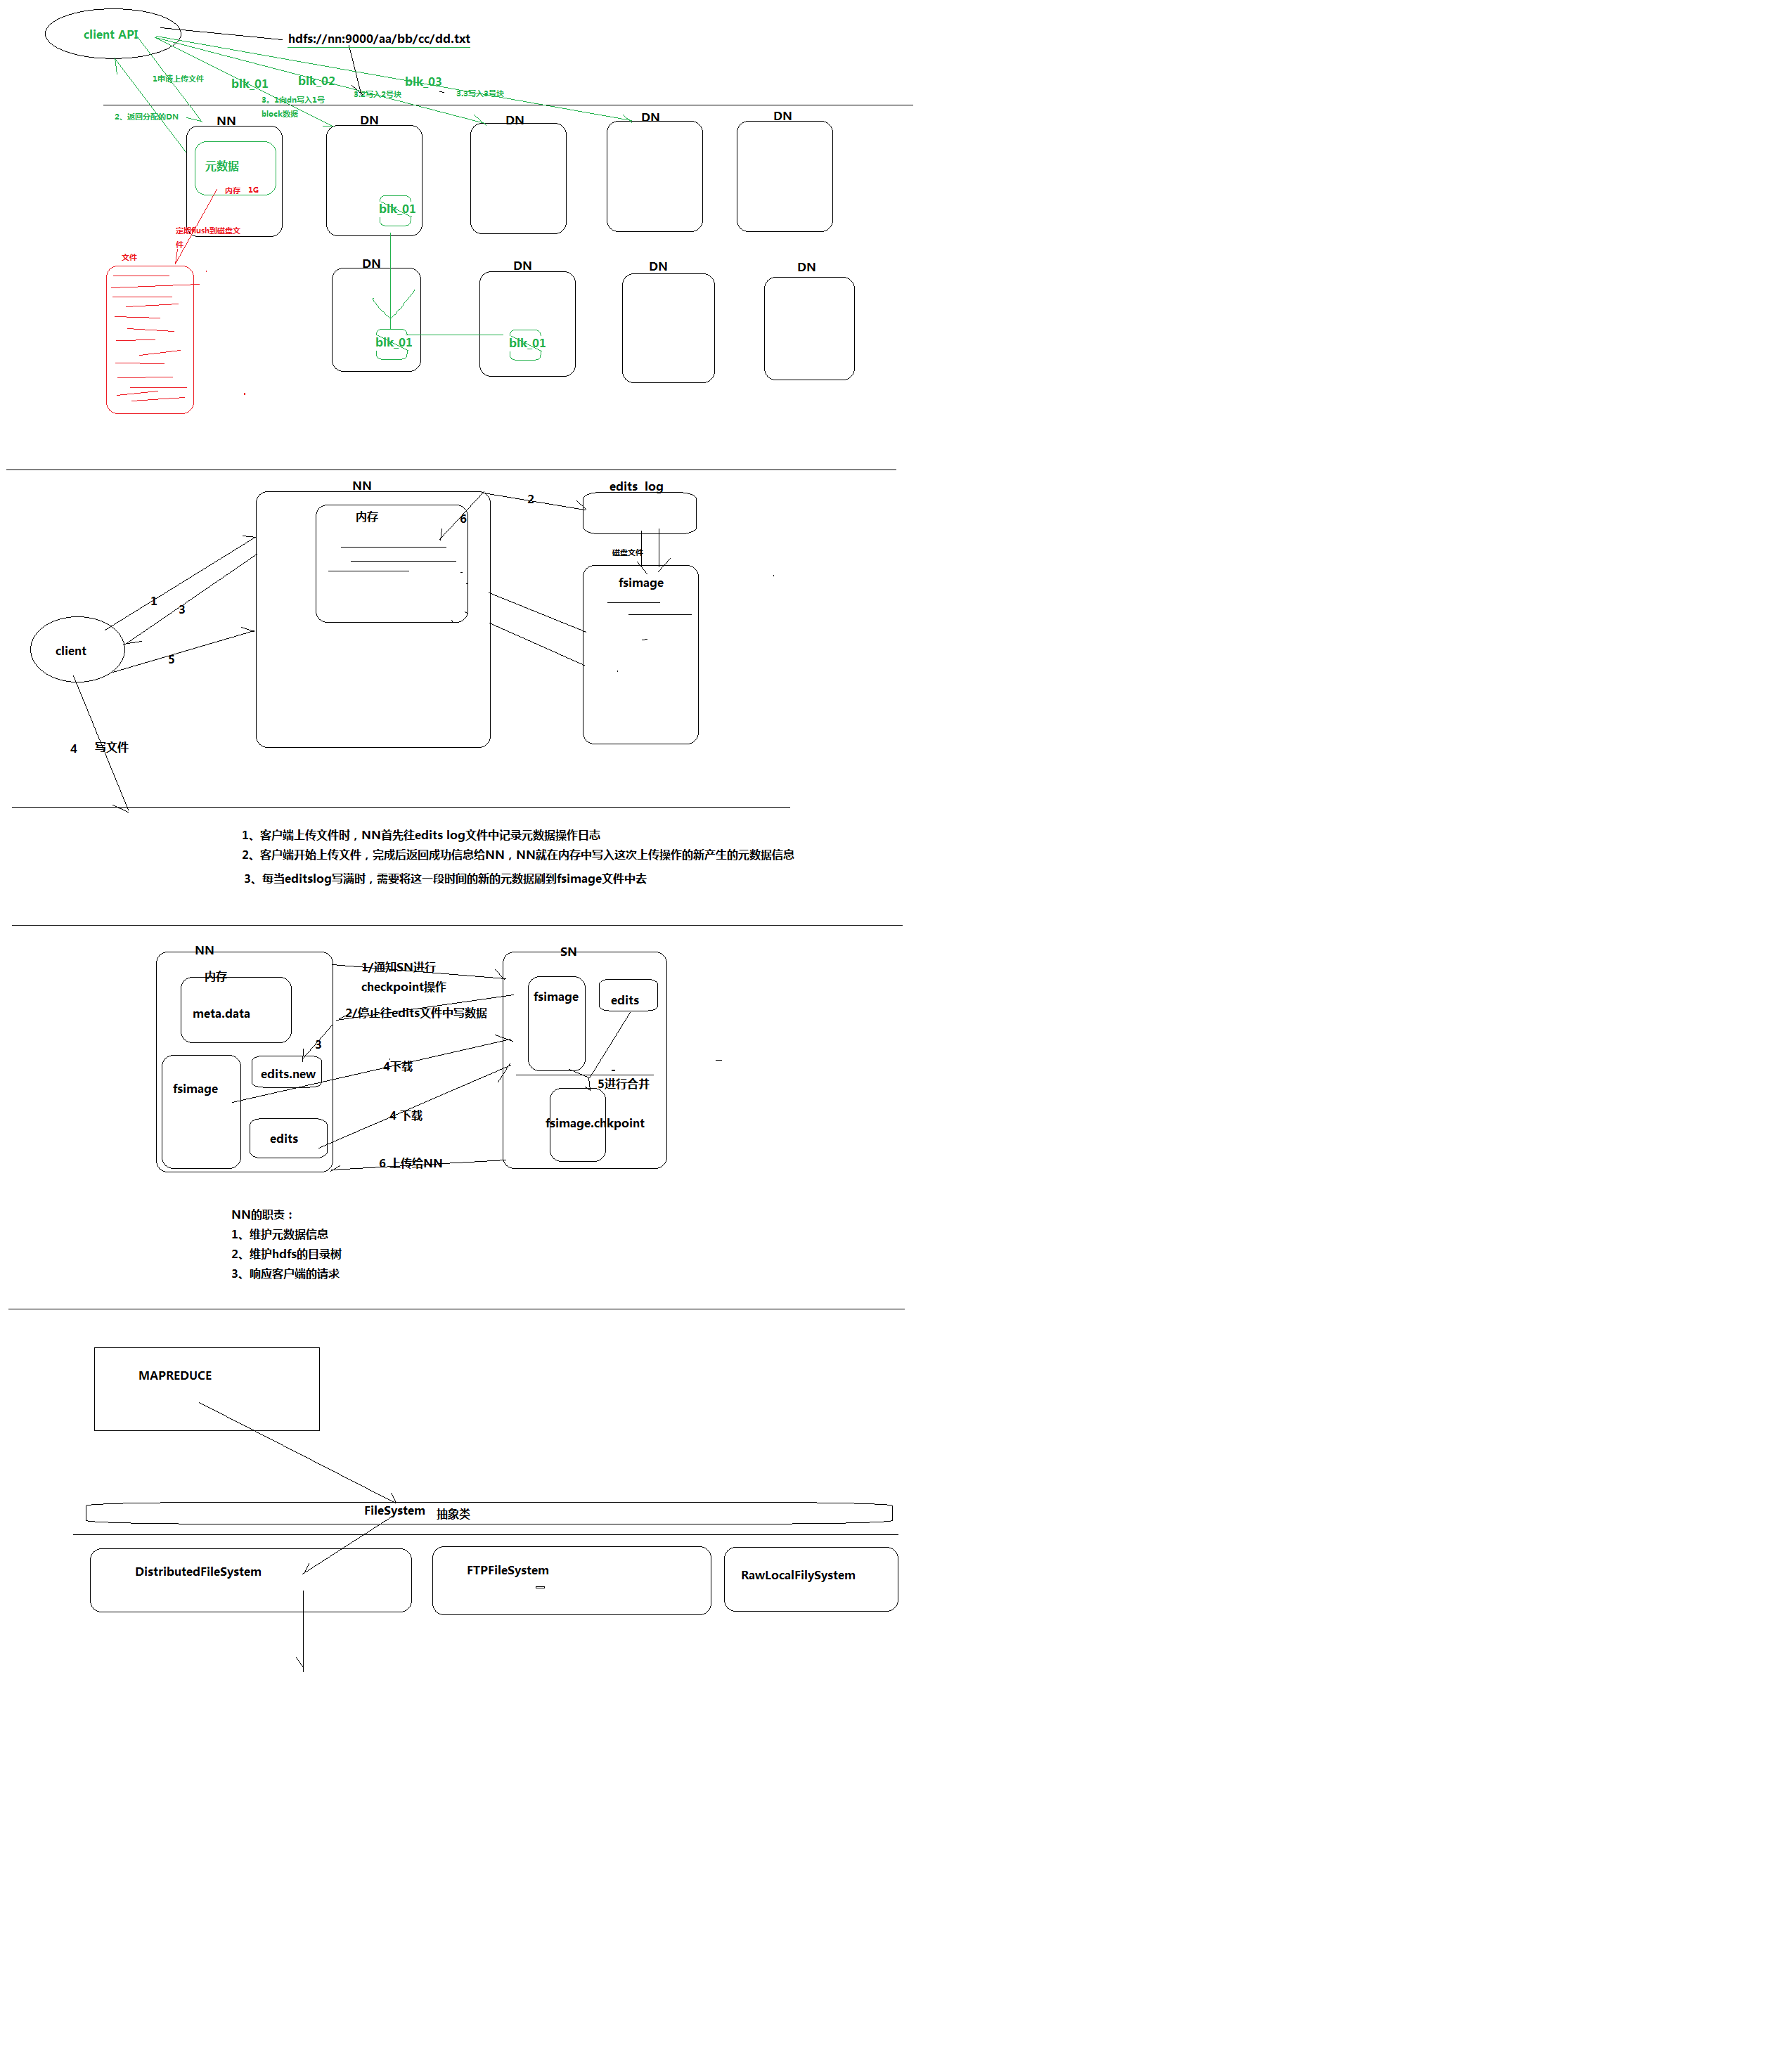 client API
hdfs://nn:9000/aa/bb/cc/dd.txt
1申请上传文件
blk_01
blk_02
blk_03
3、1向dn写入1号
block数据
3.2写入2号块
3.3写入3号块
2、返回分配的DN
NN
DN
DN
DN
DN
元数据
内存 1G
blk_01
定期flush到磁盘文
件
文件
DN
DN
DN
DN
blk_01
blk_01
NN
edits log
2
内存
6
磁盘文件
fsimage
1
3
client
5
4 写文件
1、客户端上传文件时，NN首先往edits log文件中记录元数据操作日志
2、客户端开始上传文件，完成后返回成功信息给NN，NN就在内存中写入这次上传操作的新产生的元数据信息
3、每当editslog写满时，需要将这一段时间的新的元数据刷到fsimage文件中去
NN
SN
内存
1/通知SN进行
checkpoint操作
fsimage
edits
meta.data
2/停止往edits文件中写数据
3
edits.new
4下载
fsimage
5进行合并
4 下载
fsimage.chkpoint
edits
6 上传给NN
NN的职责：
1、维护元数据信息
2、维护hdfs的目录树
3、响应客户端的请求
MAPREDUCE
FileSystem 抽象类
DistributedFileSystem
FTPFileSystem
RawLocalFilySystem